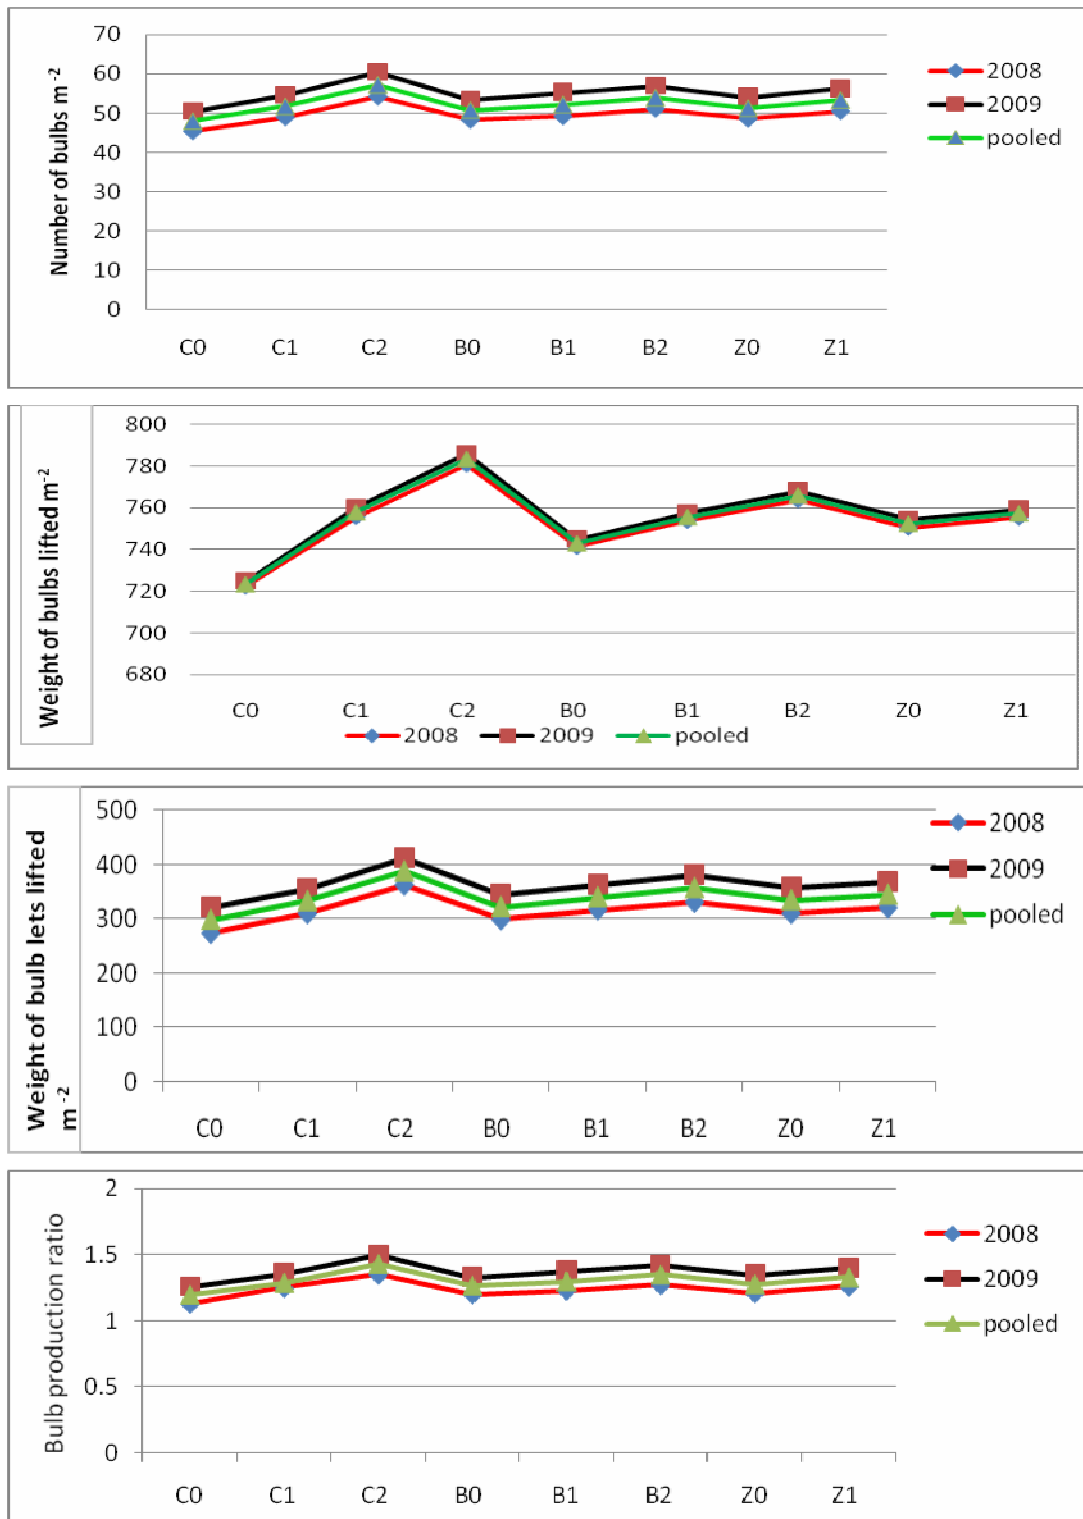 70
60
50
40
30
20
10
0
Number of bulbs m -2
C0 C1 C2 B0 B1 B2 Z0 Z1
2008
2009
pooled
800
780
760
740
720
700
680
Weight of bulbs lifted m-2
C0 C1 C2 B0 B1 B2 Z0 Z1
2008 2009 pooled
500
400
300
200
100
0
Weight of bulb lets lifted
m -2
C0 C1 C2 B0 B1 B2 Z0 Z1
2008
2009
pooled
2
1.5
1
0.5
0
Bulb production ratio
C0 C1 C2 B0 B1 B2 Z0 Z1
2008
2009
pooled